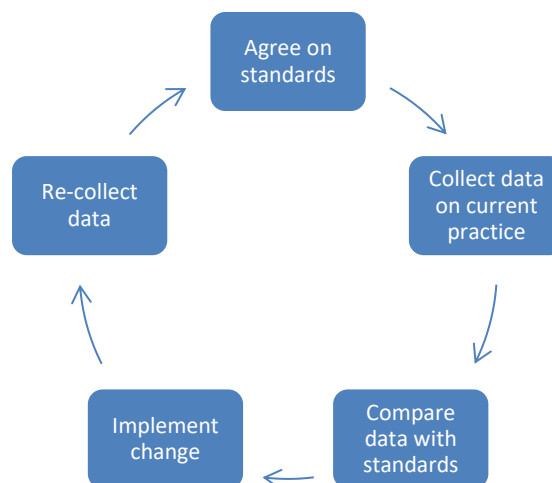 Agree on
standards
Collect data
on current
practice
Compare
data with
standards
Implement
change
Re-collect
data